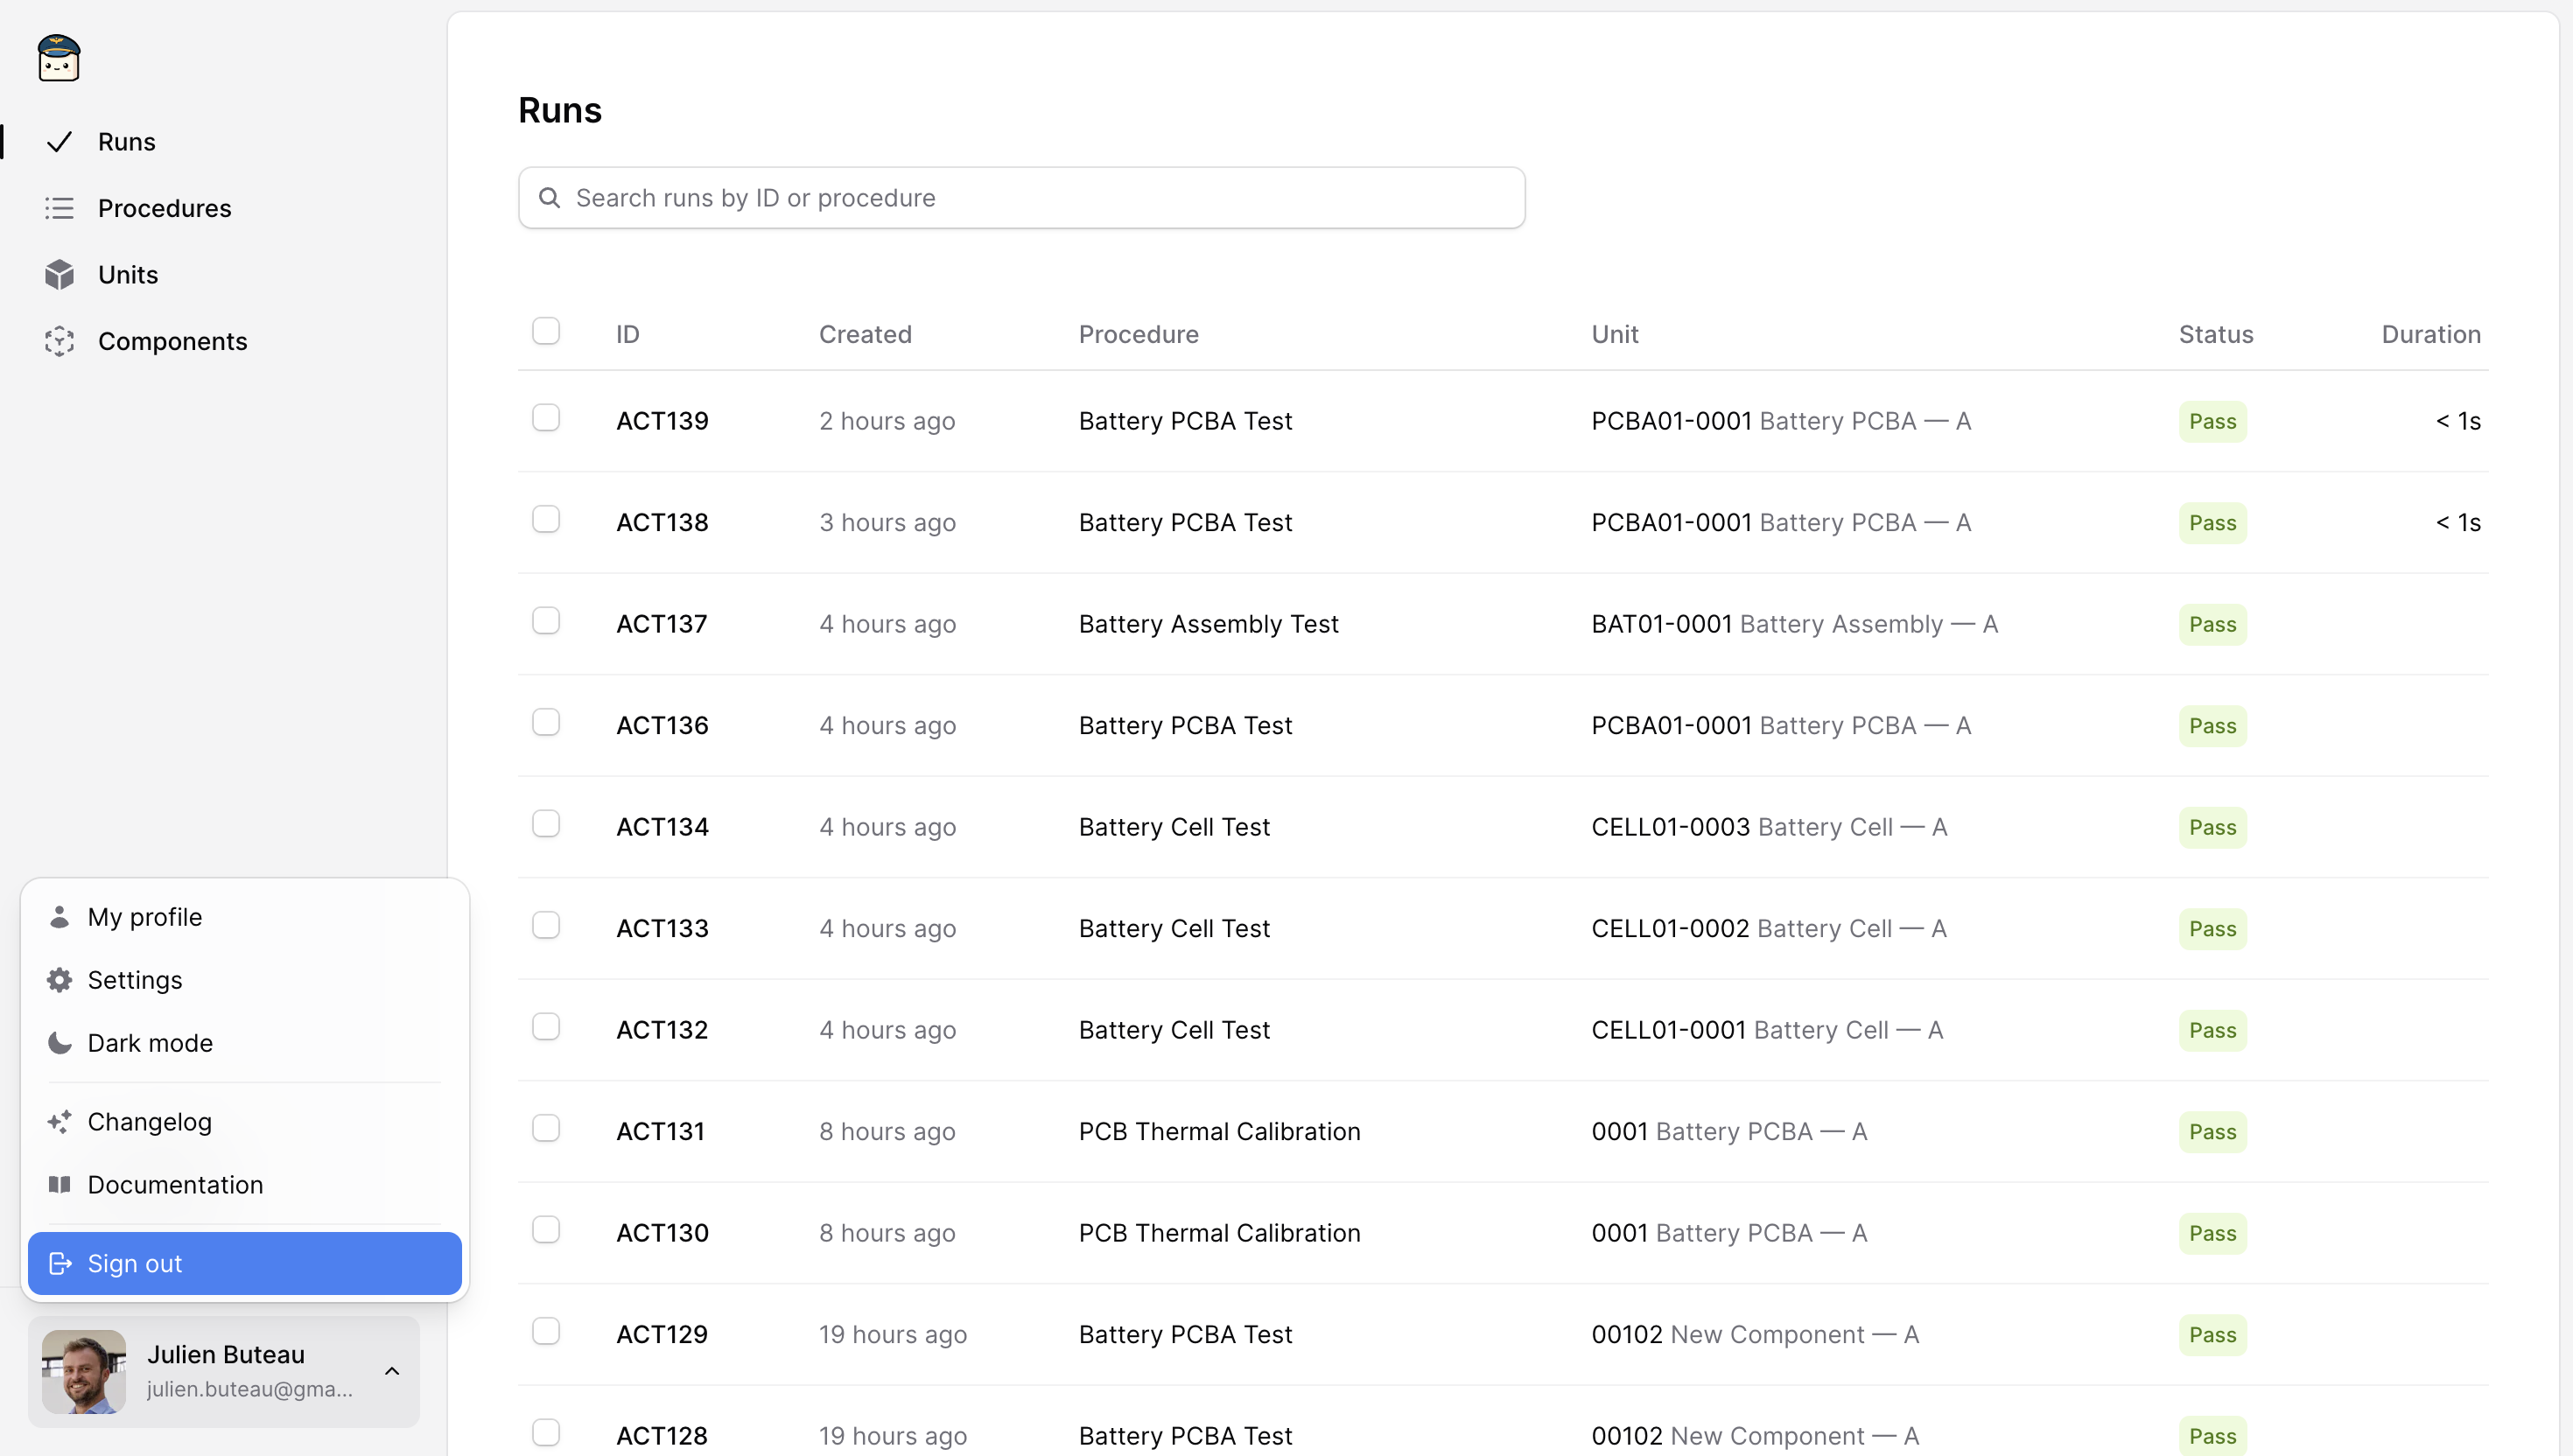 Runs
Procedures
Units
Components
My profile
Settings
Dark mode
Changelog
Documentation
Sign out
Julien Buteau
julien.buteau@gma...
Runs
Search runs by ID or procedure
ID Created Procedure Unit Status Duration
ACT139 2 hours ago Battery PCBA Test PCBA01-0001 Battery PCBA — A Pass < 1s
ACT138 3 hours ago Battery PCBA Test PCBA01-0001 Battery PCBA — A Pass < 1s
ACT137 4 hours ago Battery Assembly Test BAT01-0001 Battery Assembly — A Pass
ACT136 4 hours ago Battery PCBA Test PCBA01-0001 Battery PCBA — A Pass
ACT134 4 hours ago Battery Cell Test CELL01-0003 Battery Cell — A Pass
ACT133 4 hours ago Battery Cell Test CELL01-0002 Battery Cell — A Pass
ACT132 4 hours ago Battery Cell Test CELL01-0001 Battery Cell — A Pass
ACT131 8 hours ago PCB Thermal Calibration 0001 Battery PCBA — A Pass
ACT130 8 hours ago PCB Thermal Calibration 0001 Battery PCBA — A Pass
ACT129 19 hours ago Battery PCBA Test 00102 New Component — A Pass
ACT128 19 hours ago Battery PCBA Test 00102 New Component — A Pass